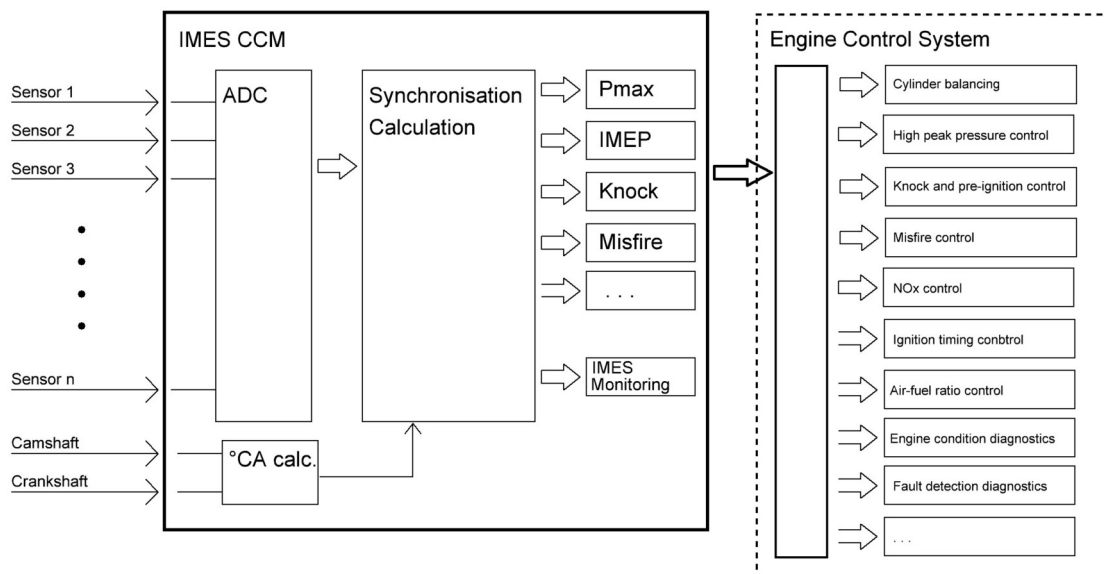 IMES CCM
Engine Control System
Sensor 1
Sensor 2
Sensor 3
Sensor n
Camshaft
Crankshaft
ADC
°CA calc.
Synchronisation
Calculation
Pmax
IMEP
Knock
Misfire
. . .
IMES
Monitoring
Cylinder balancing
High peak pressure control
Knock and pre-ignition control
Misfire control
NOx control
Ignition timing conbtrol
Air-fuel ratio control
Engine condition diagnostics
Fault detection diagnostics
. . .